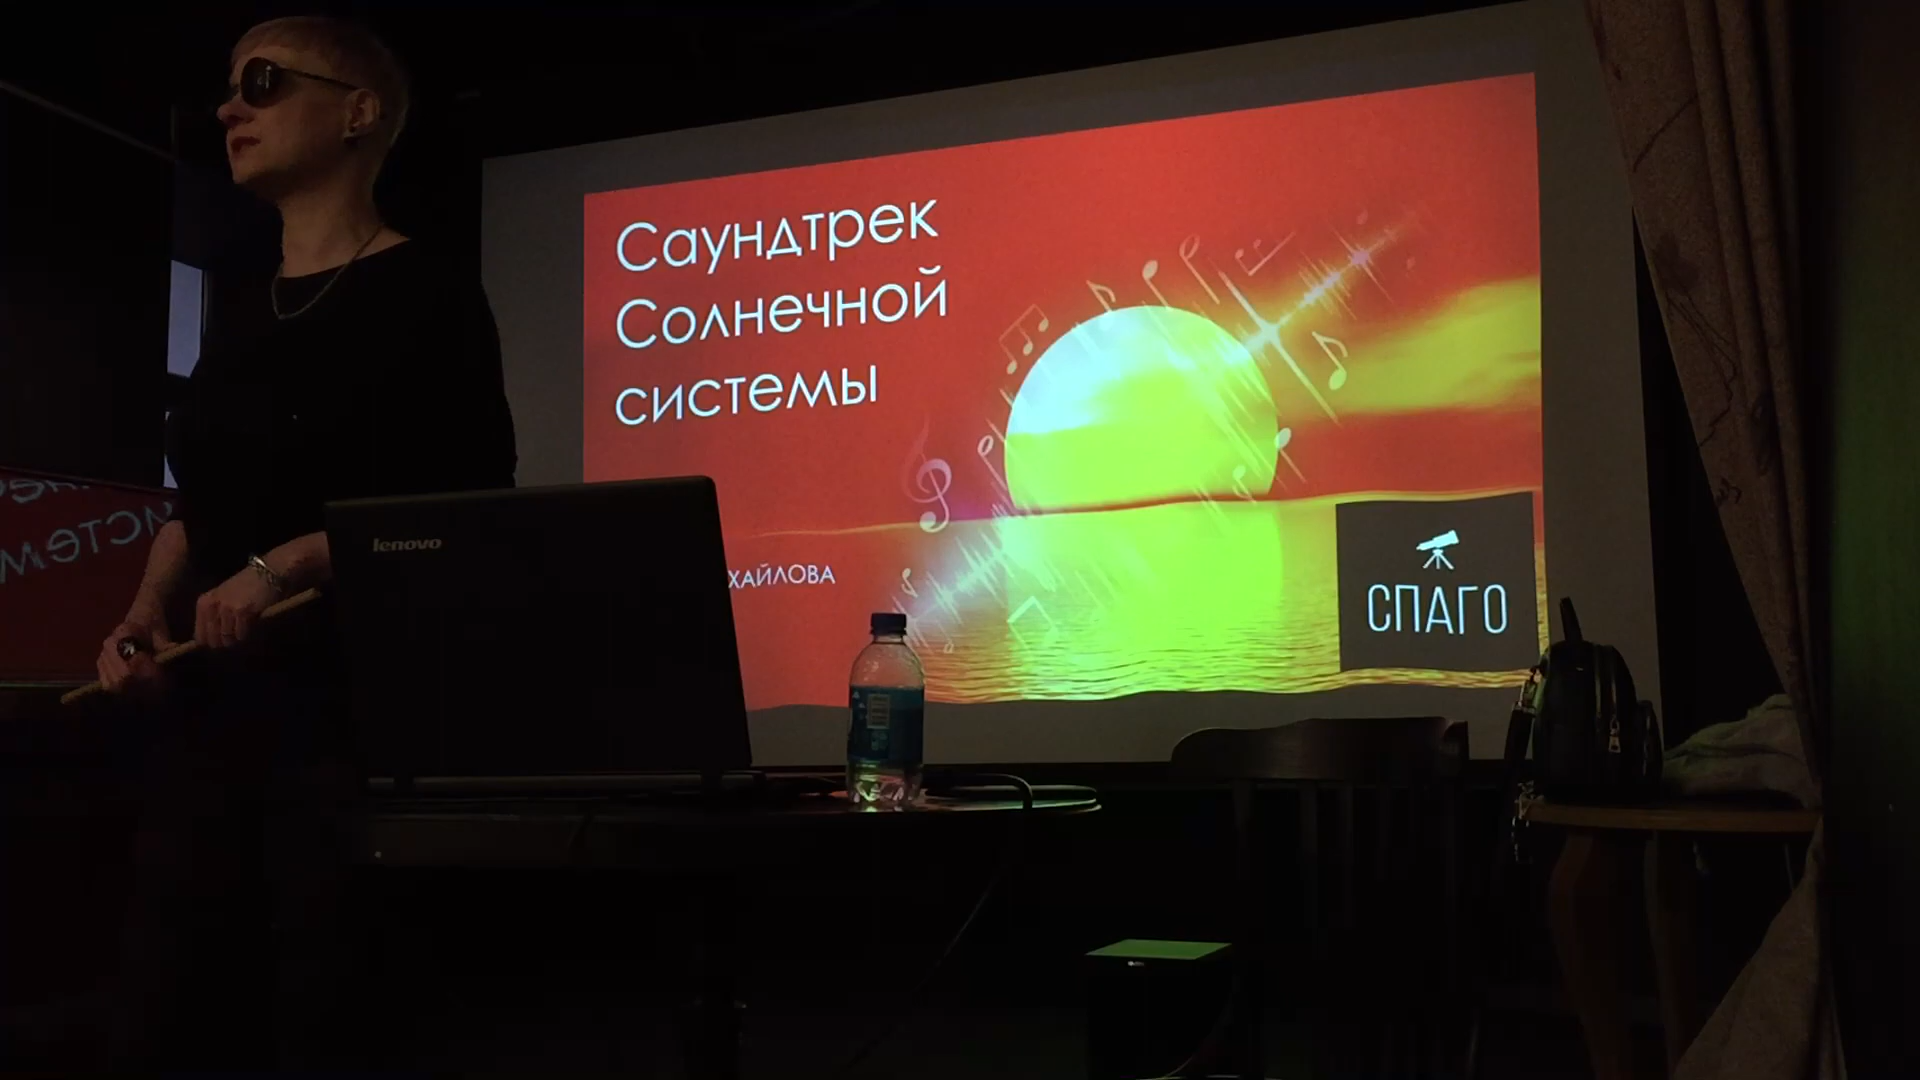 Саундтрек
Солнечной
системы
ХАЙЛОВА
СПАГО
lenovo